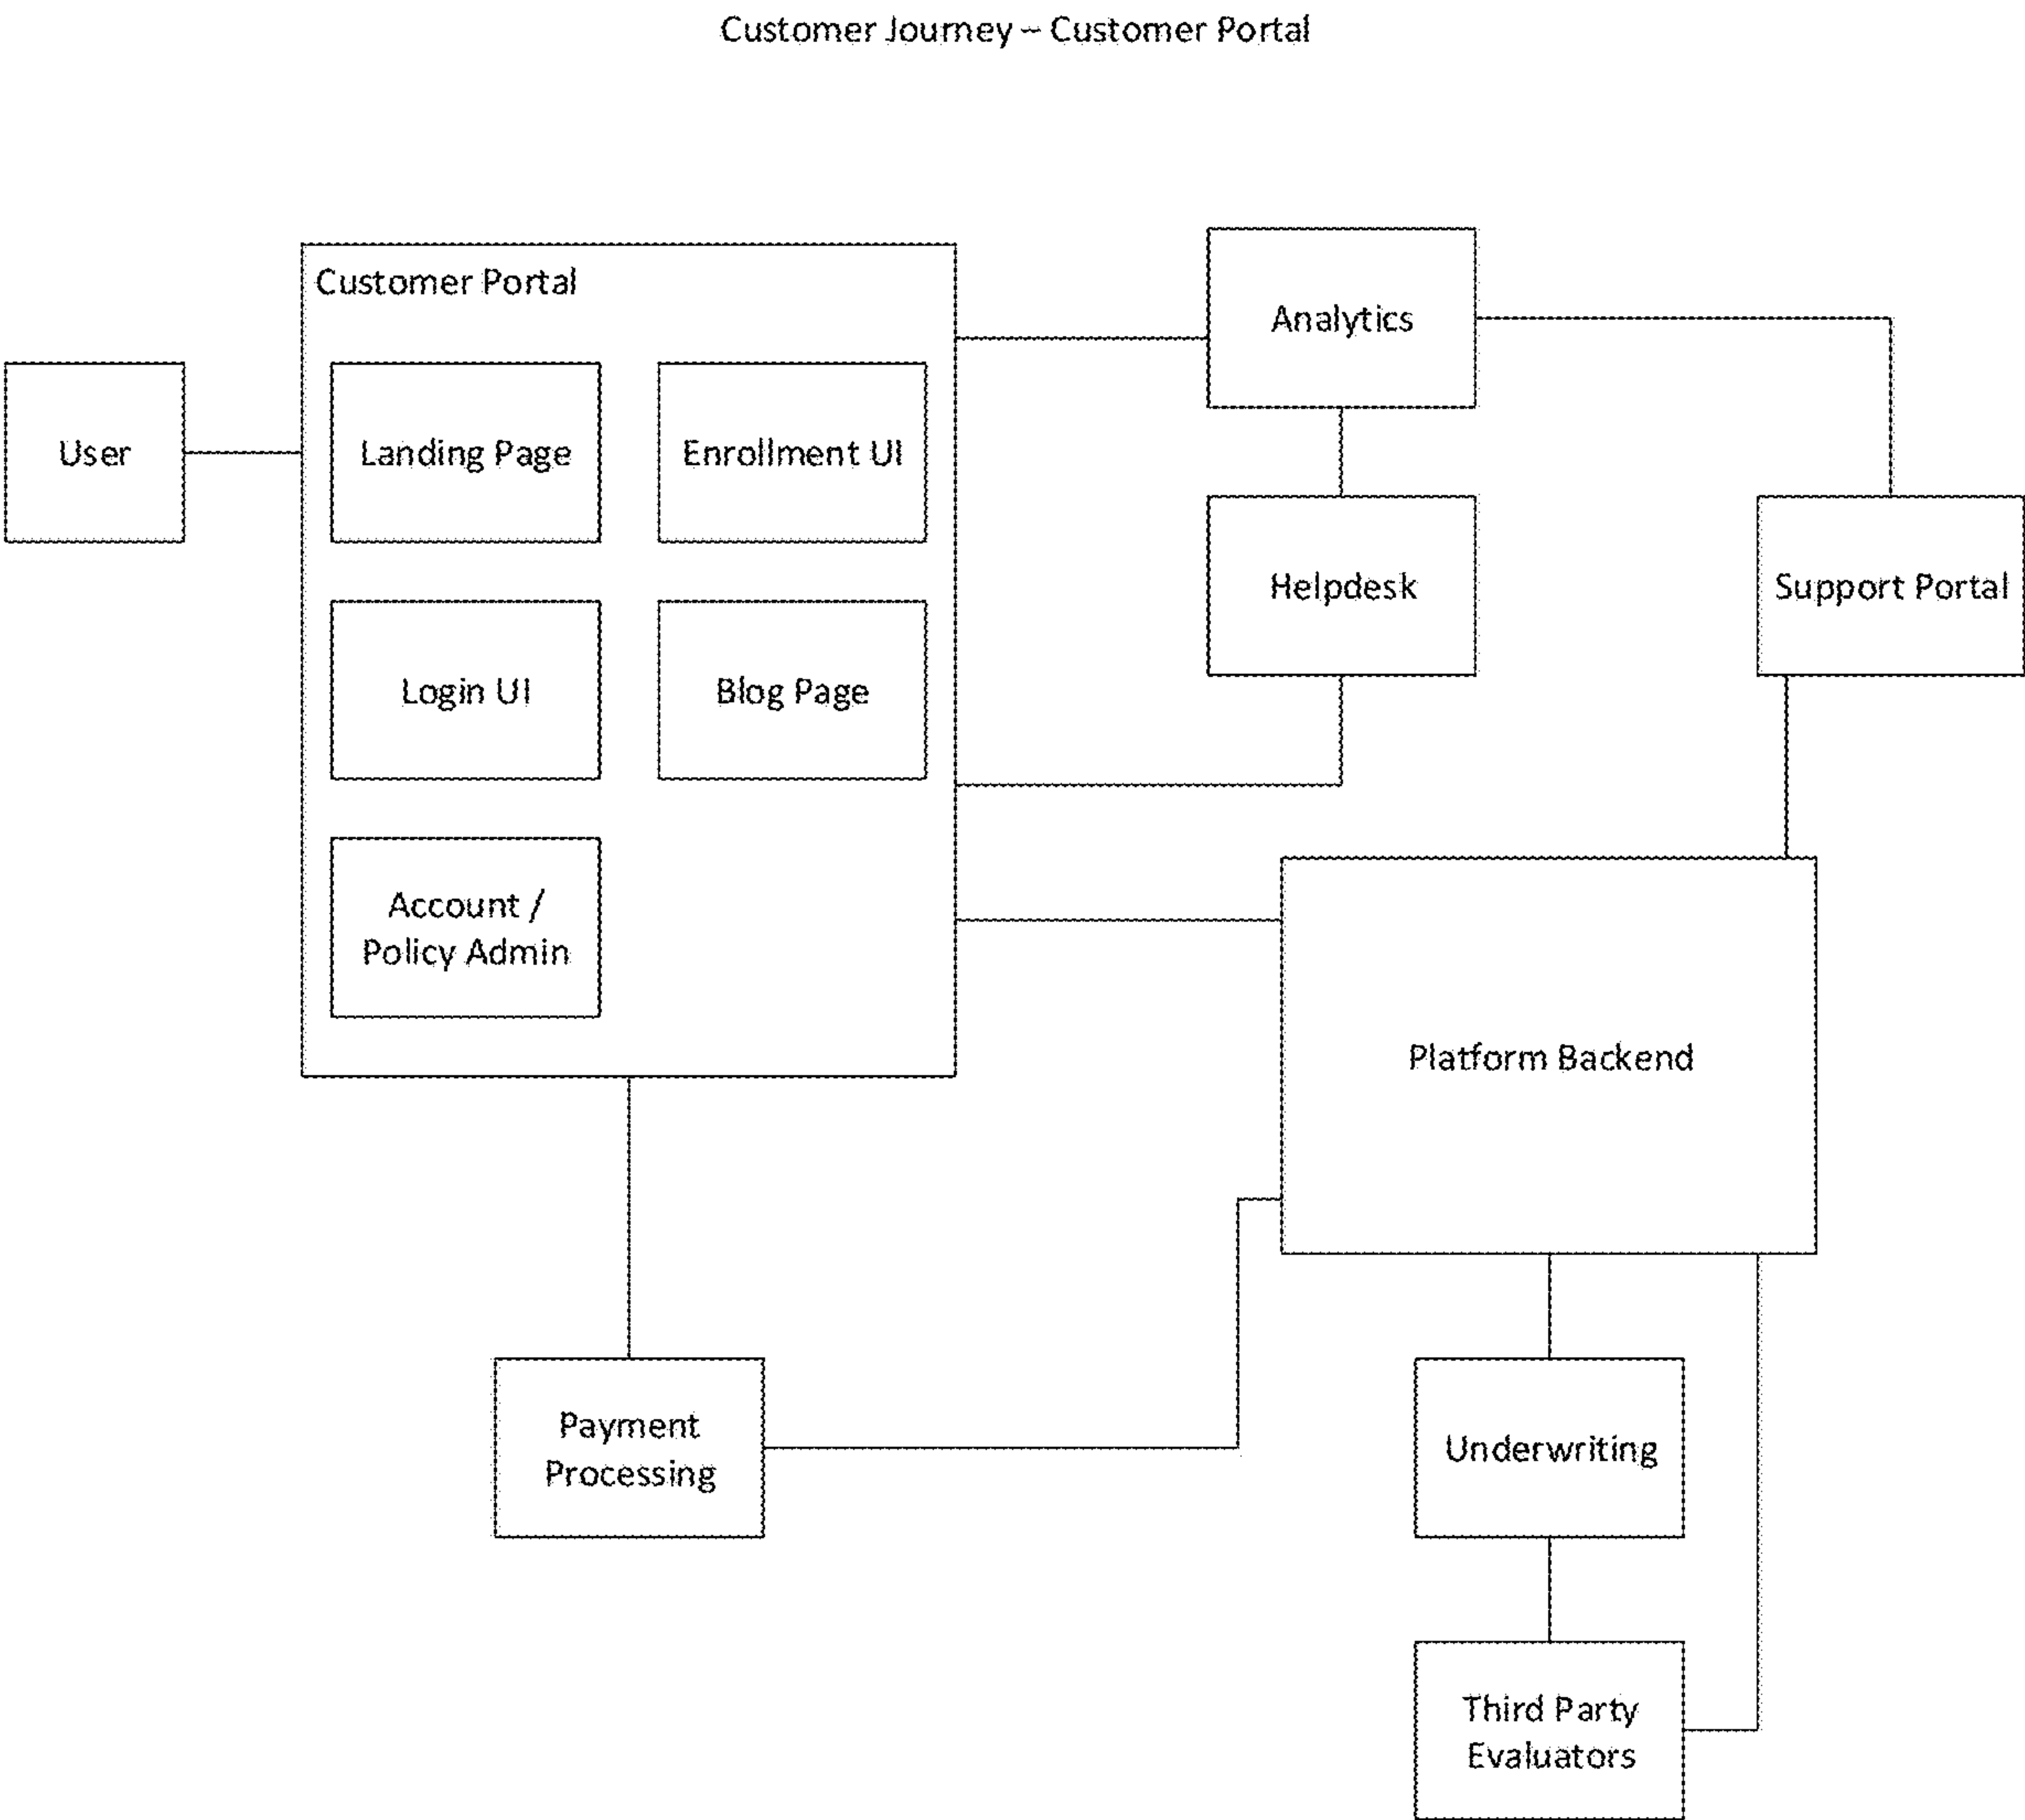 Customer Journey – Customer Portal
Customer Portal
Analytics
User
Landing Page
Enrollment UI
Helpdesk
Support Portal
Login UI
Blog Page
Account /
Policy Admin
Platform Backend
Payment
Processing
Underwriting
Third Party
Evaluators